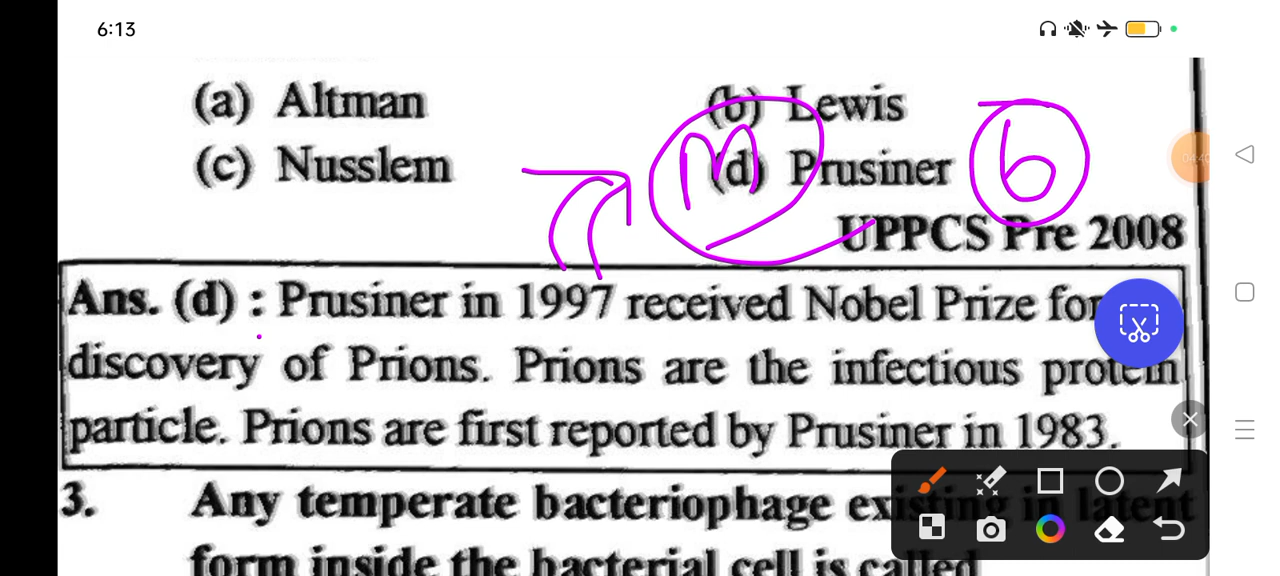 6:13
(a) Altman (b) Lewis
(c) Nusslem (d) Prusiner
6
UPPCS Pre 2008
Ans. (d) : Prusiner in 1997 received Nobel Prize for
discovery of Prions. Prions are the infectious protein
particle. Prions are first reported by Prusiner in 1983.
3. Any temperate bacteriophage existing in latent
form inside the bacterial cell is called